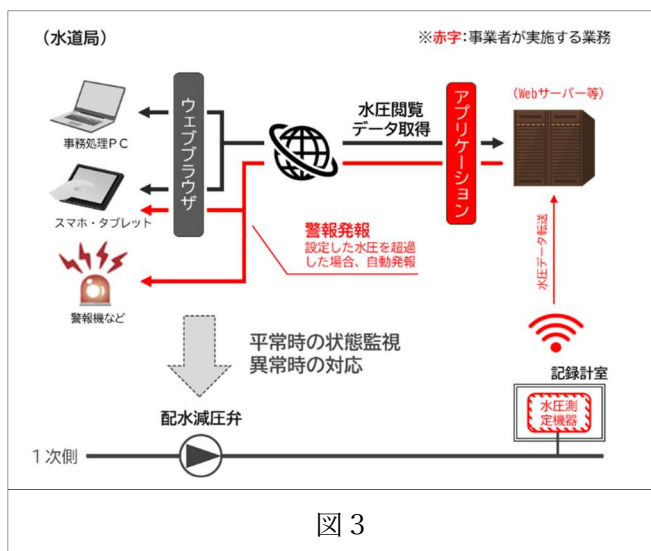 (水道局)
※赤字:事業者が実施する業務
事務処理PC
スマホ・タブレット
警報機など
ウェブブラウザ
水圧閲覧
データ取得
アプリケーション
(Webサーバー等)
警報発報
設定した水圧を超過
した場合、自動発報
水圧データ転送
平常時の状態監視
異常時の対応
配水減圧弁
記録計室
水圧測
定機器
1次側
図3